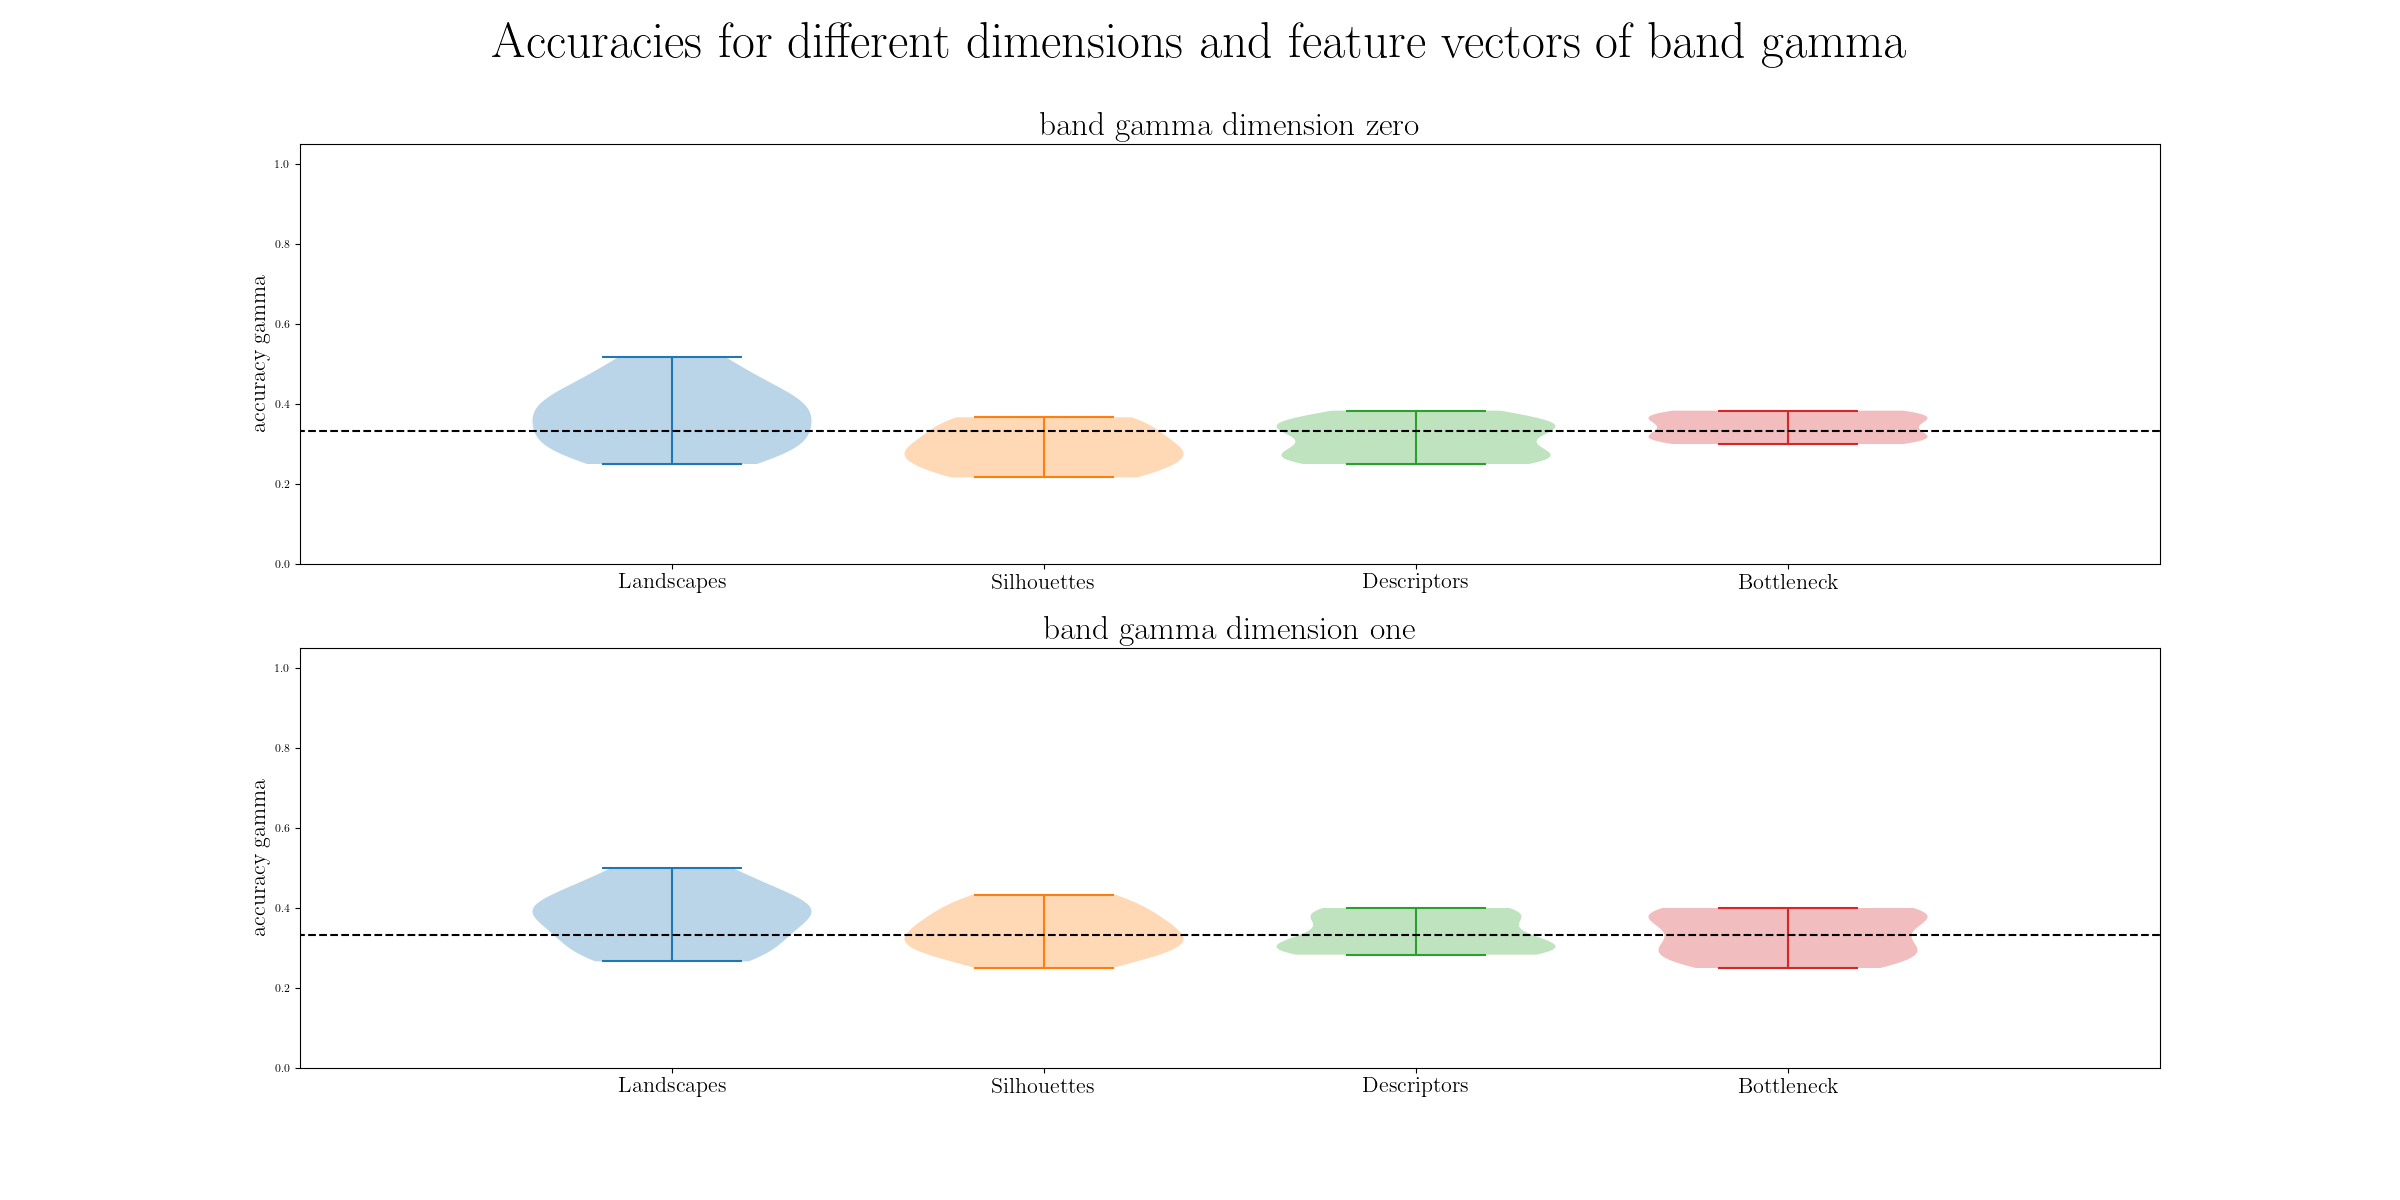 Accuracies for different dimensions and feature vectors of band gamma
band gamma dimension zero
1.0
0.8
0.6
0.4
0.2
0.0
accuracy gamma
Landscapes Silhouettes Descriptors Bottleneck
band gamma dimension one
1.0
0.8
0.6
0.4
0.2
0.0
accuracy gamma
Landscapes Silhouettes Descriptors Bottleneck